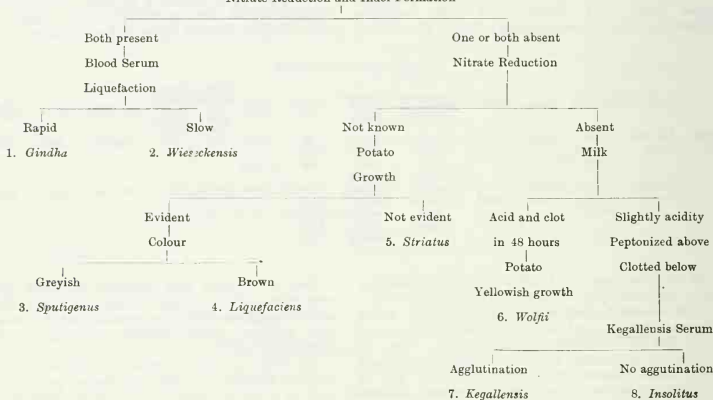 Nitrate Reduction and Indol Formation
Both present One or both absent
Blood Serum Nitrate Reduction
Liquefaction
Rapid Slow Not known Absent
1. Gindha 2. Potato Milk
Growth
Evident Not evident Acid and clot Slightly acidity
Colour 5. Striatus in 48 hours Peptonized above
Greyish Brown Potato Clotted below
3. Sputigenus 4. Liquefaciens Yellowish growth
6. Wolfii
Kegallensis Serum
Agglutination No aggutination
7. Kegallensis 8. Insolitus